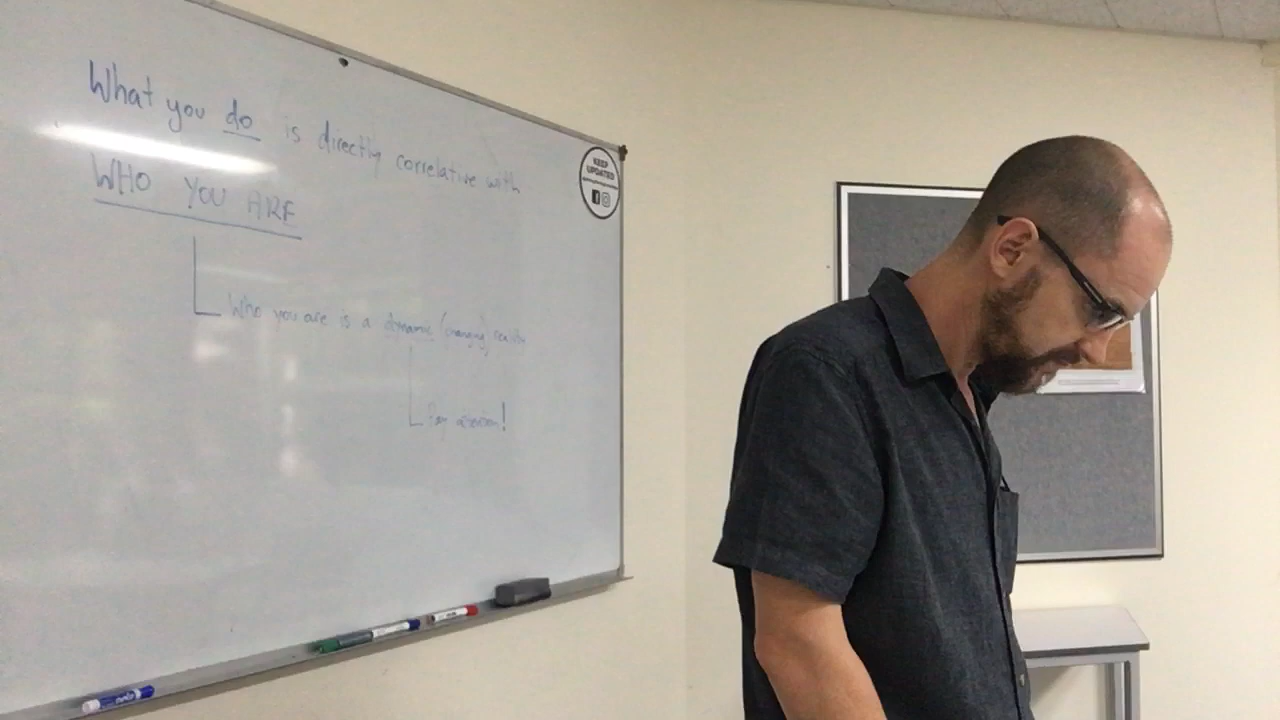 What you do is directly correlative with
WHO YOU ARE
Who you are is a dynamic (changing) reality
Pay attention!
KEEP
UPDATED